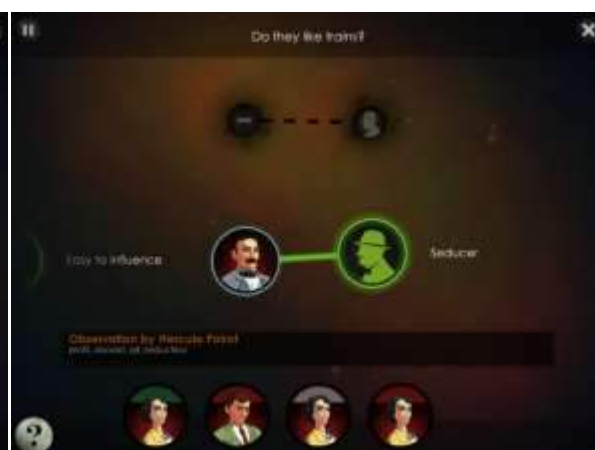 Do they like trains?
Easy to influence
Seducer
Observation by Hercule Poirot
?